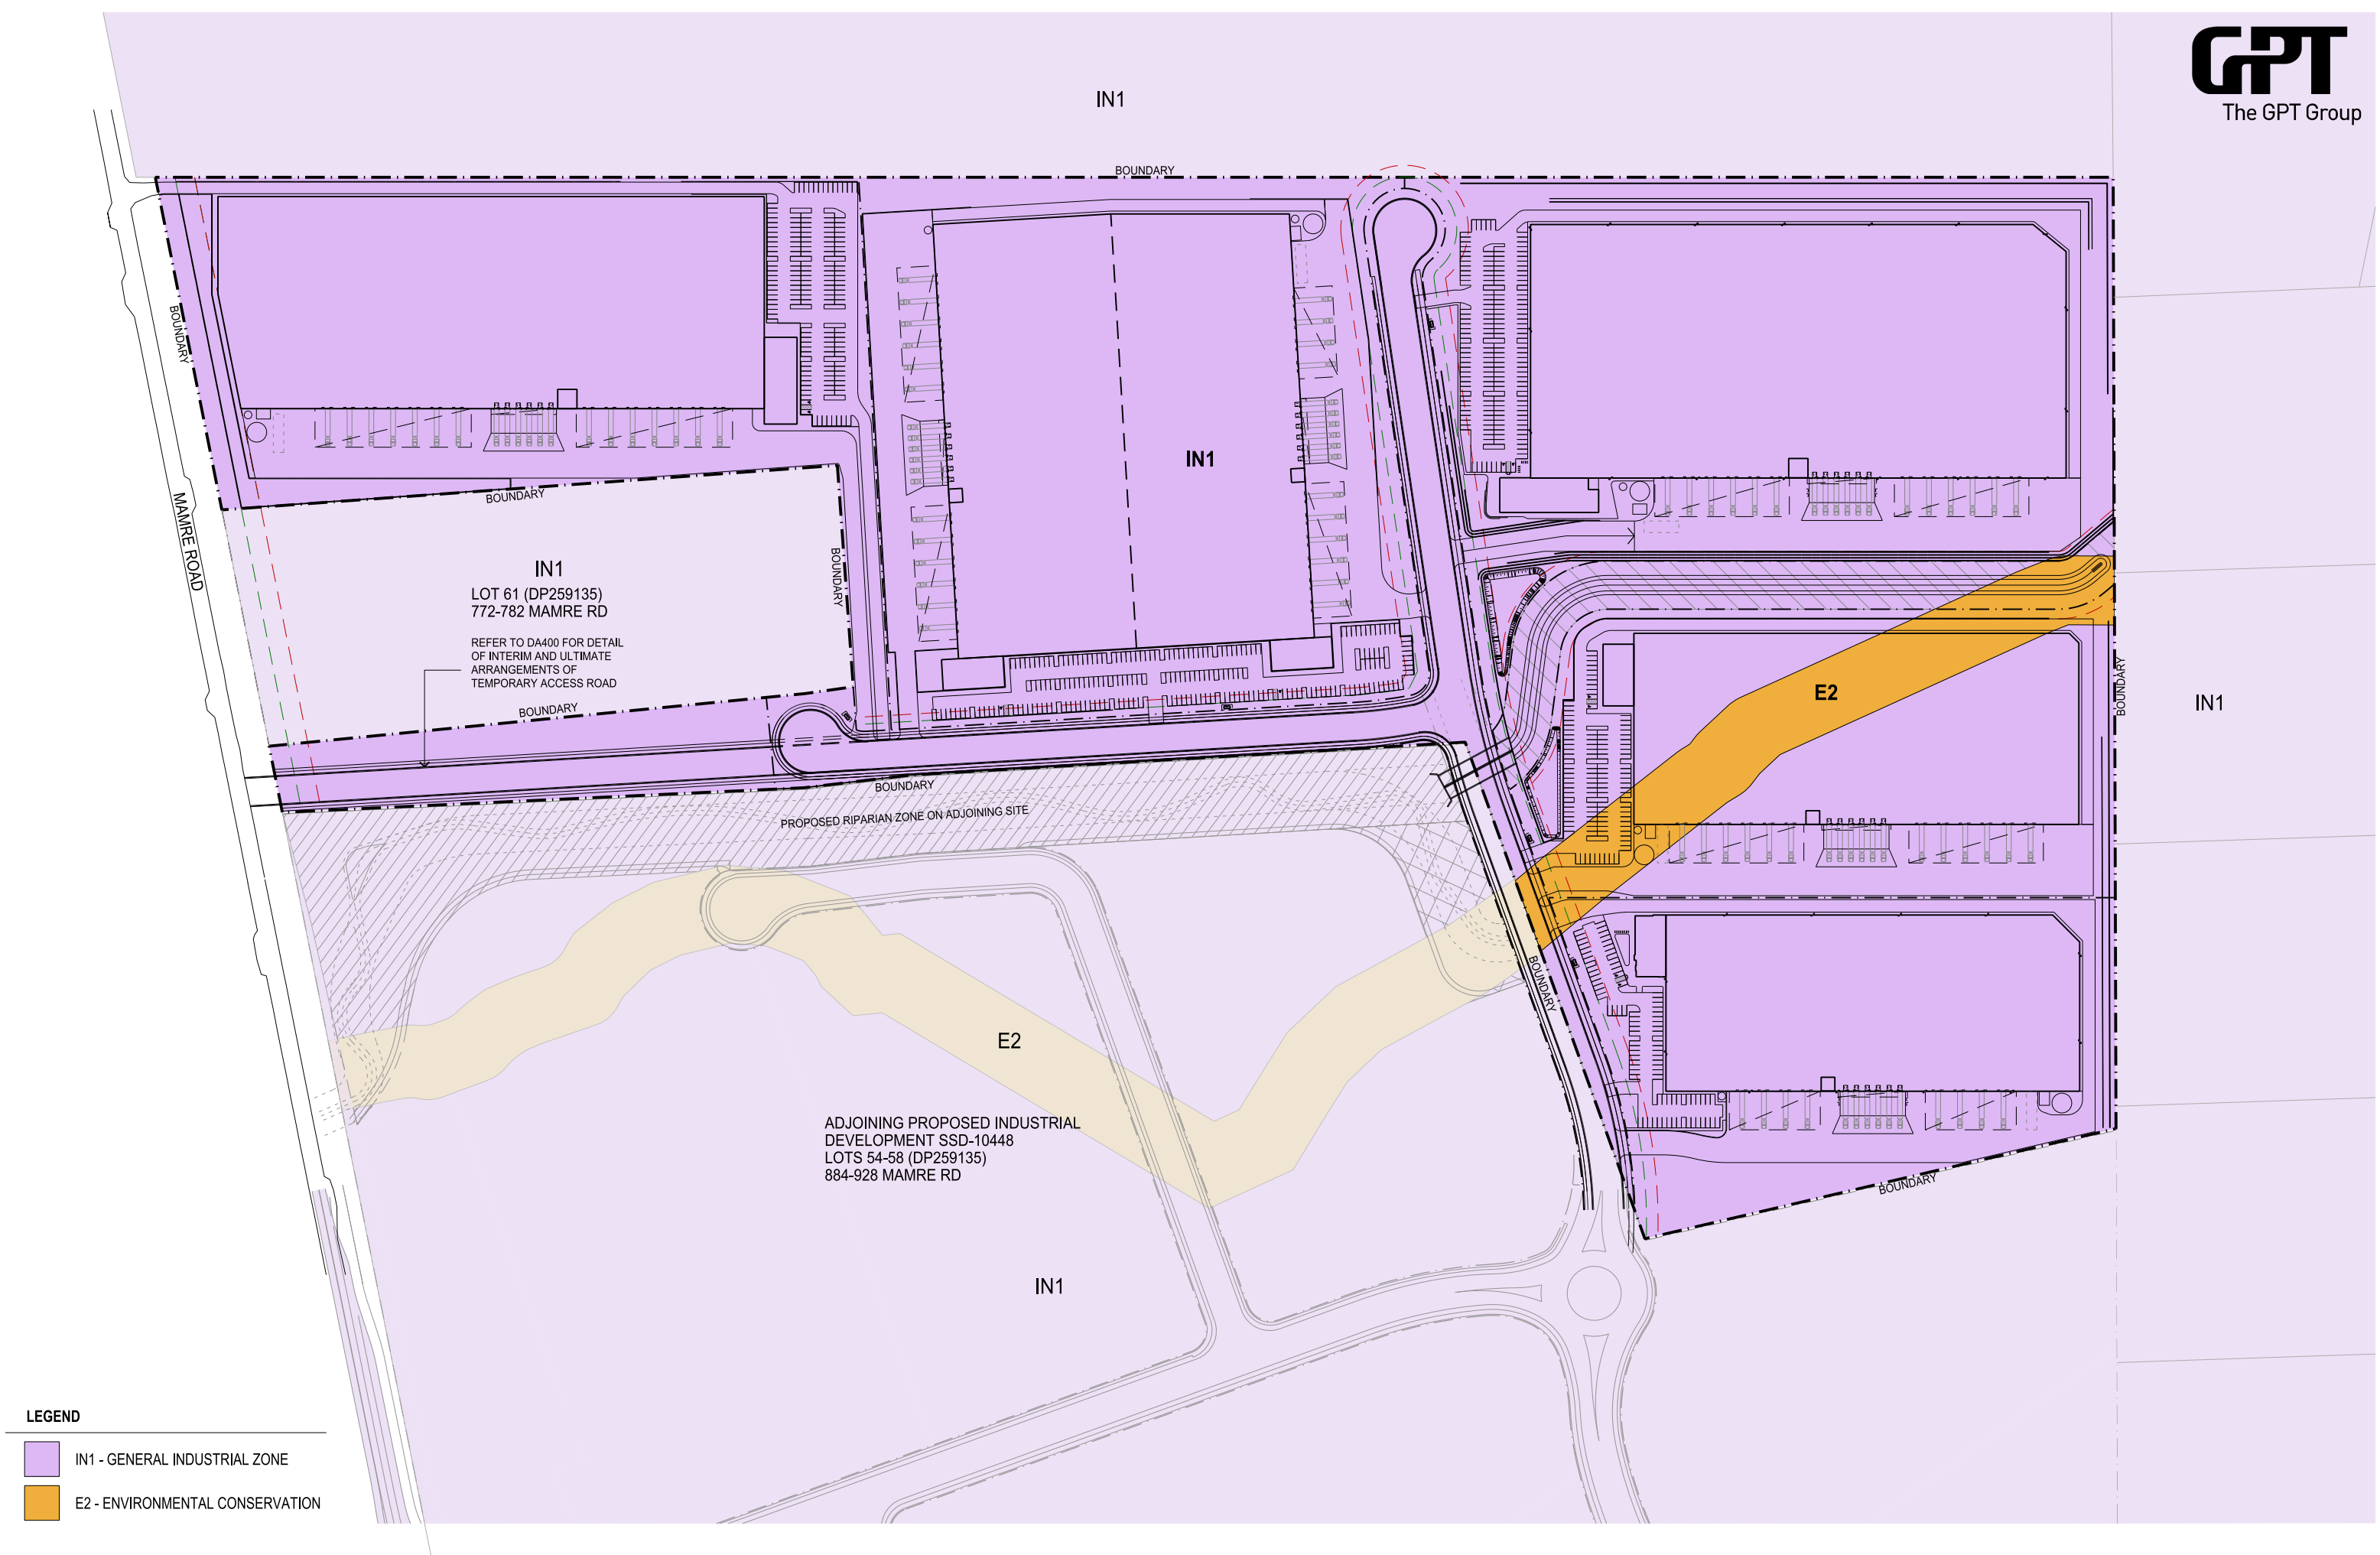 GPT
The GPT Group
IN1
BOUNDARY
BOUNDARY
IN1
BOUNDARY
MAMRE ROAD
IN1
LOT 61 (DP259135)
772-782 MAMRE RD
BOUNDARY
REFER TO DA400 FOR DETAIL
OF INTERIM AND ULTIMATE
ARRANGEMENTS OF
TEMPORARY ACCESS ROAD
BOUNDARY
E2
BOUNDARY
IN1
BOUNDARY
PROPOSED RIPARIAN ZONE ON ADJOINING SITE
BOUNDARY
E2
ADJOINING PROPOSED INDUSTRIAL
DEVELOPMENT SSD-10448
LOTS 54-58 (DP259135)
884-928 MAMRE RD
BOUNDARY
IN1
LEGEND
IN1 - GENERAL INDUSTRIAL ZONE
E2 - ENVIRONMENTAL CONSERVATION